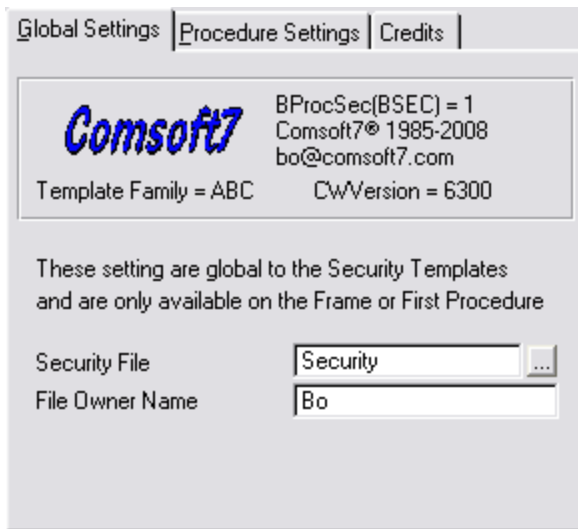 Global Settings Procedure Settings Credits
Comsoft7
BProcSec(BSEC) = 1
Comsoft7® 1985-2008
bo@comsoft7.com
Template Family = ABC CwVersion = 6300
These setting are global to the Security Templates
and are only available on the Frame or First Procedure
Security File Security ...
File Owner Name Bo